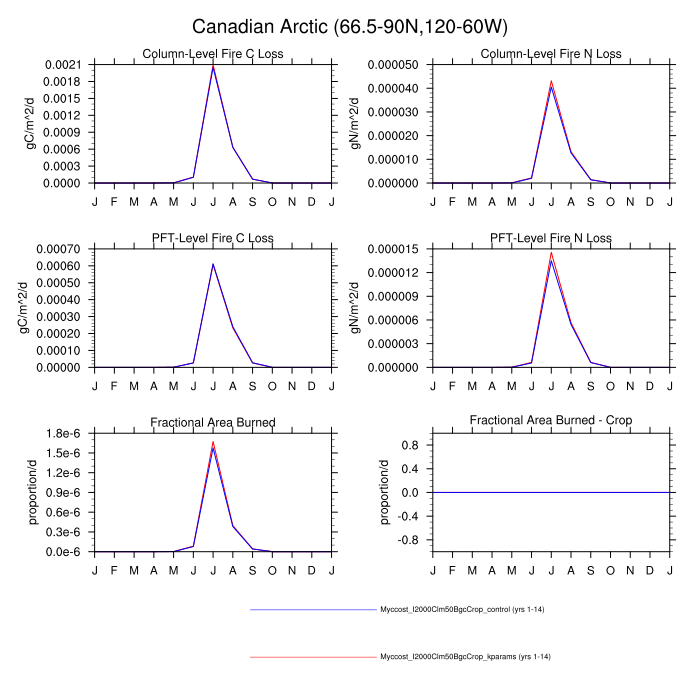 Canadian Arctic (66.5-90N,120-60W)
Column-Level Fire C Loss
gC/m^2/d
0.0021
0.0018
0.0015
0.0012
0.0009
0.0006
0.0003
0.0000
J F M A M J J A S O N D J
Column-Level Fire N Loss
gN/m^2/d
0.000050
0.000040
0.000030
0.000020
0.000010
0.000000
J F M A M J J A S O N D J
PFT-Level Fire C Loss
gC/m^2/d
0.00070
0.00060
0.00050
0.00040
0.00030
0.00020
0.00010
0.00000
J F M A M J J A S O N D J
PFT-Level Fire N Loss
gN/m^2/d
0.000015
0.000012
0.000009
0.000006
0.000003
0.000000
J F M A M J J A S O N D J
Fractional Area Burned
proportion/d
1.8e-6
1.5e-6
1.2e-6
0.9e-6
0.6e-6
0.3e-6
0.0e-6
J F M A M J J A S O N D J
Fractional Area Burned - Crop
proportion/d
0.8
0.4
0.0
-0.4
-0.8
J F M A M J J A S O N D J
Myccost_I2000Clm50BgcCrop_control (yrs 1-14)
Myccost_I2000Clm50BgcCrop_kparams (yrs 1-14)